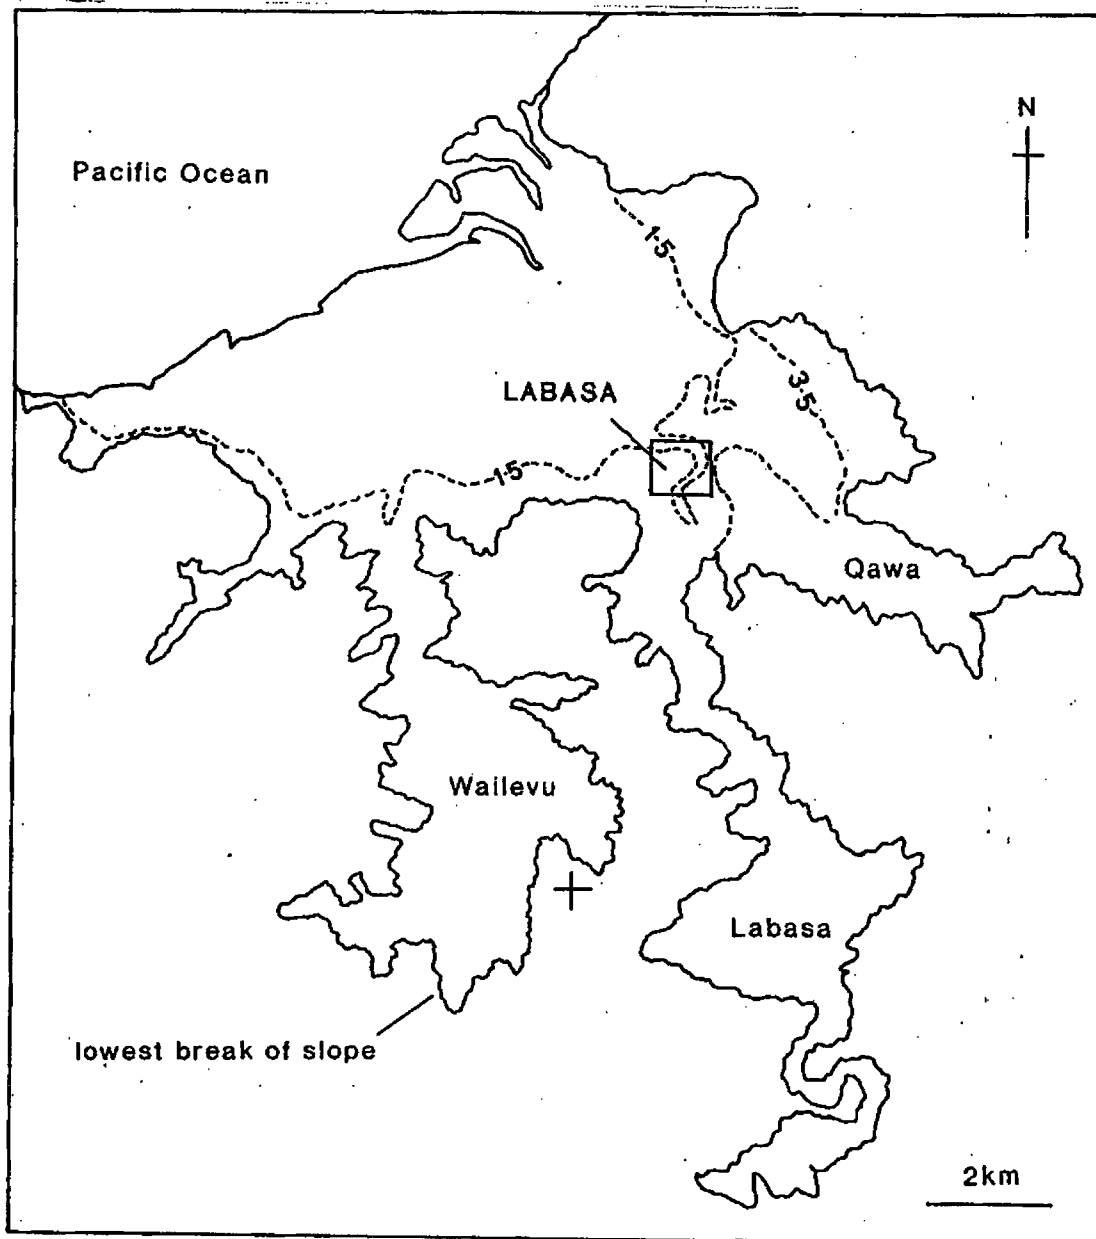 N
Pacific Ocean
1·5
LABASA
3·5
1·5
Qawa
Wailevu
Labasa
lowest break of slope
2km